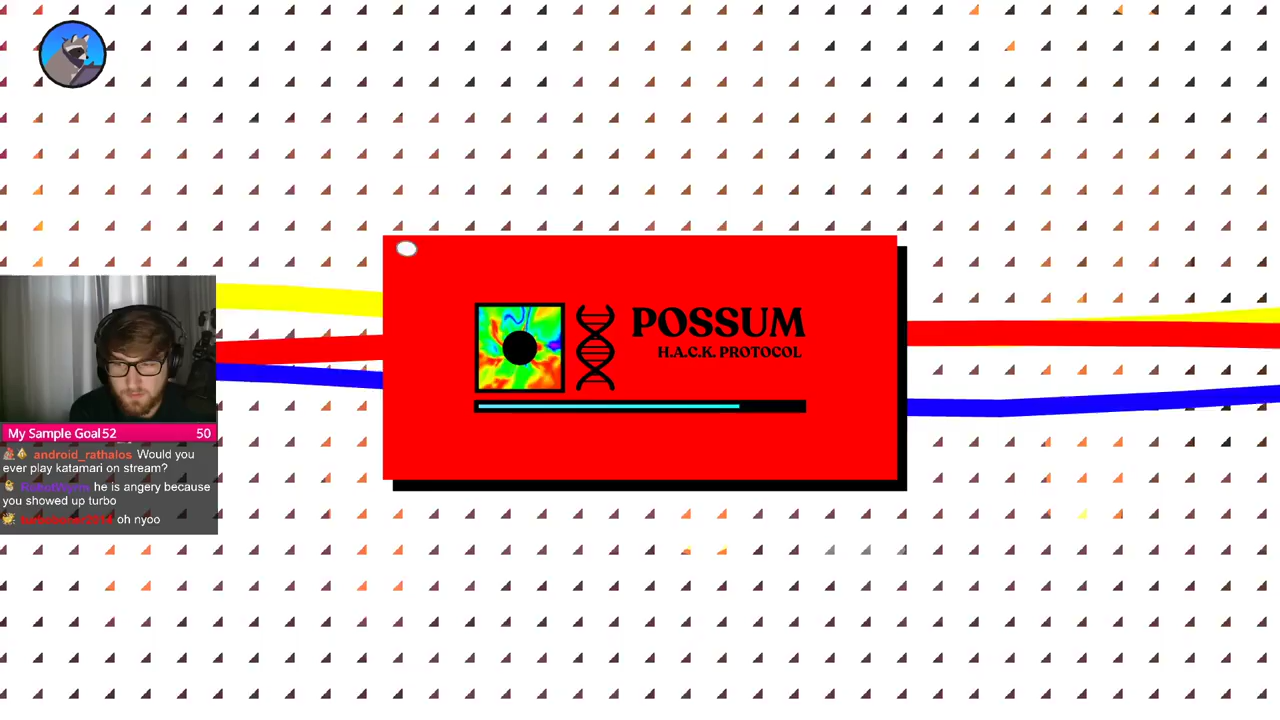 POSSUM
H.A.C.K. PROTOCOL
My Sample Goal 52 50
android_rathalos Would you
ever play katamari on stream?
he is angery because
you showed up turbo
oh nyoo